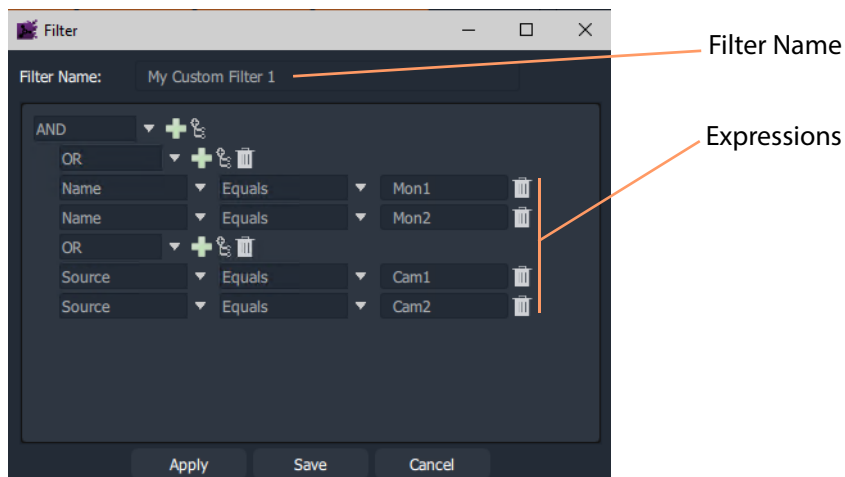 Filter
Filter Name
Filter Name: My Custom Filter 1
Expressions
AND
OR
Name Equals Mon1
Name Equals Mon2
OR
Source Equals Cam1
Source Equals Cam2
Apply Save Cancel